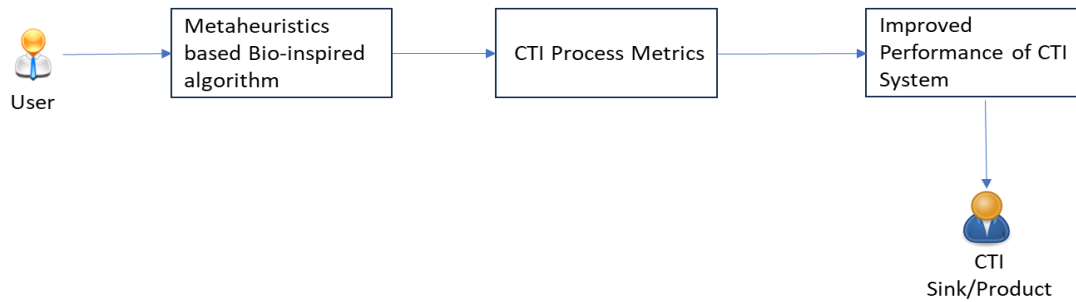 User
Metaheuristics
based Bio-inspired
algorithm
CTI Process Metrics
Improved
Performance of CTI
System
CTI
Sink/Product